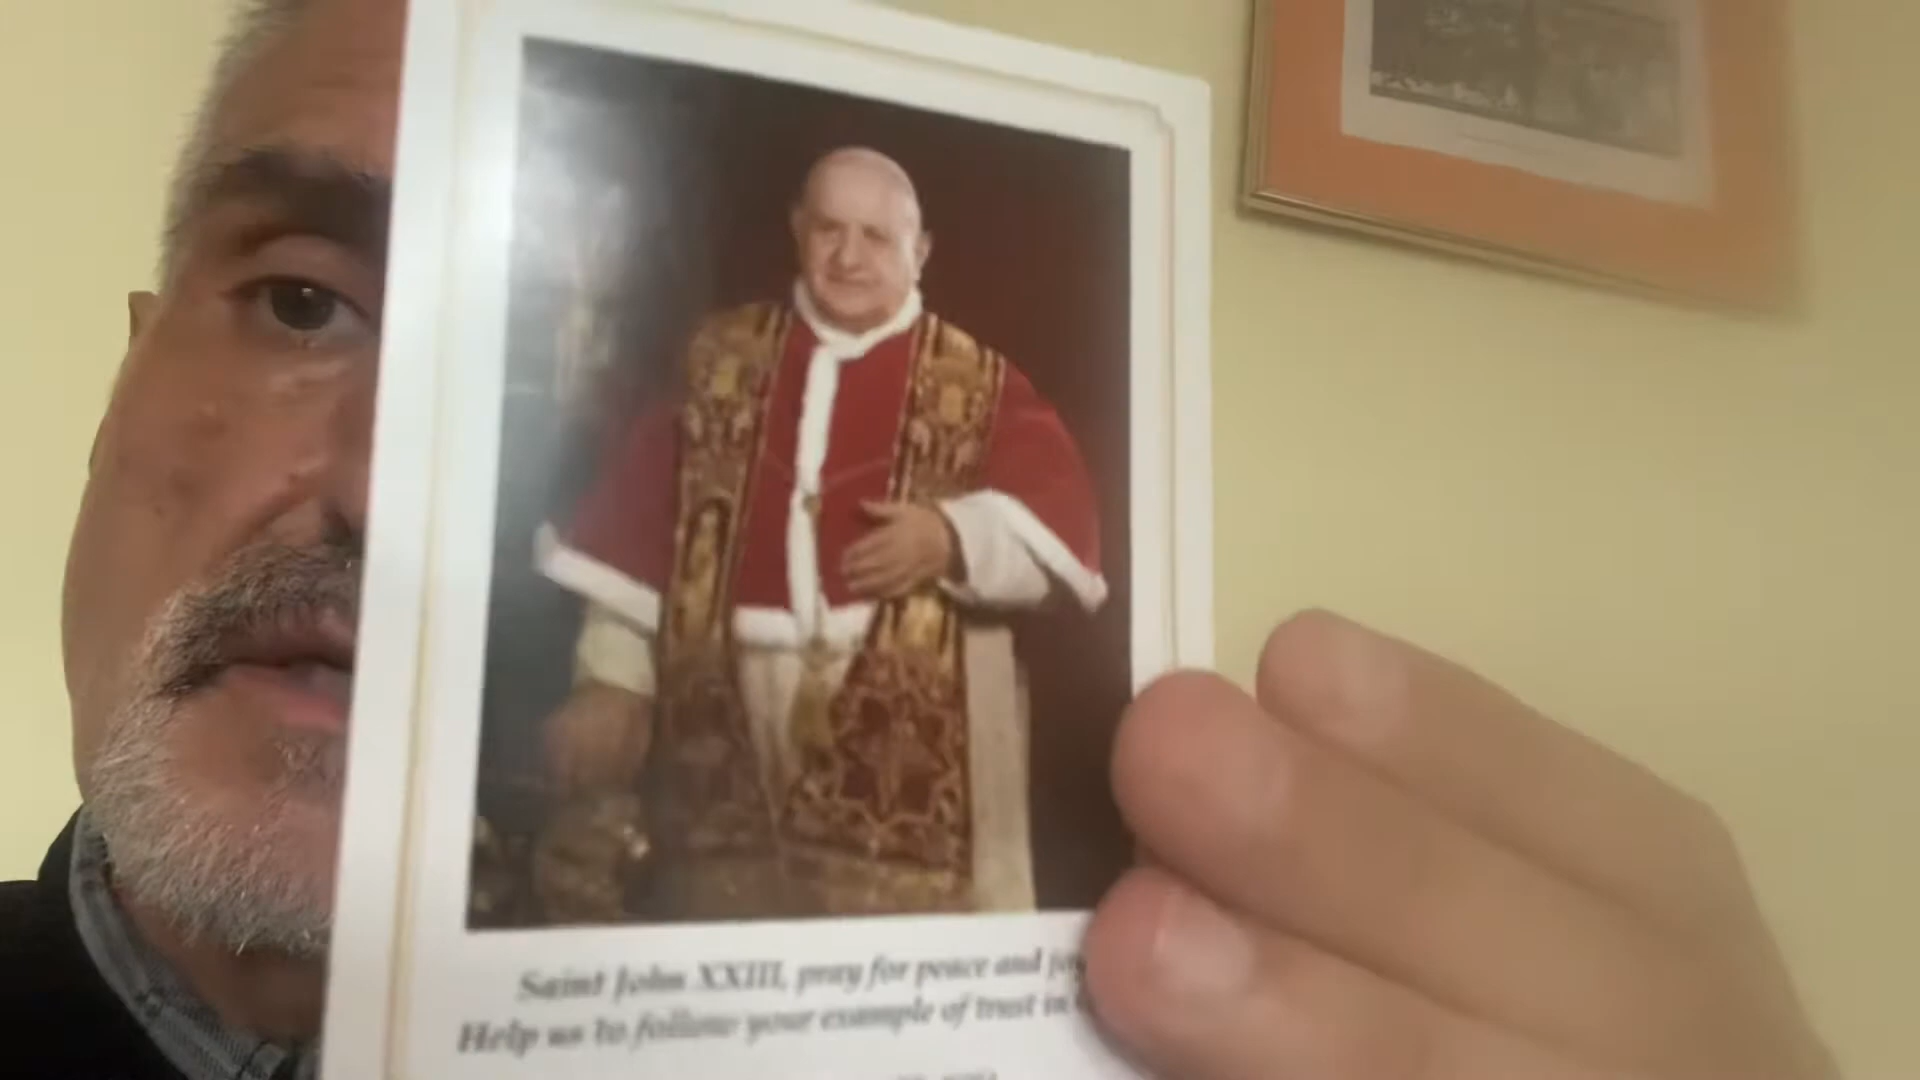 Saint John XXIII, pray for peace and
Help us to follow your example of trust in